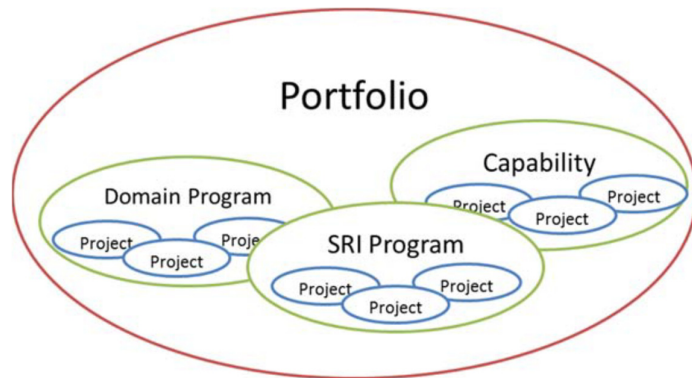 Portfolio
Capability
Project
Project
Project
Domain Program
Project
Project
Proje
SRI Program
Project
Project
Project